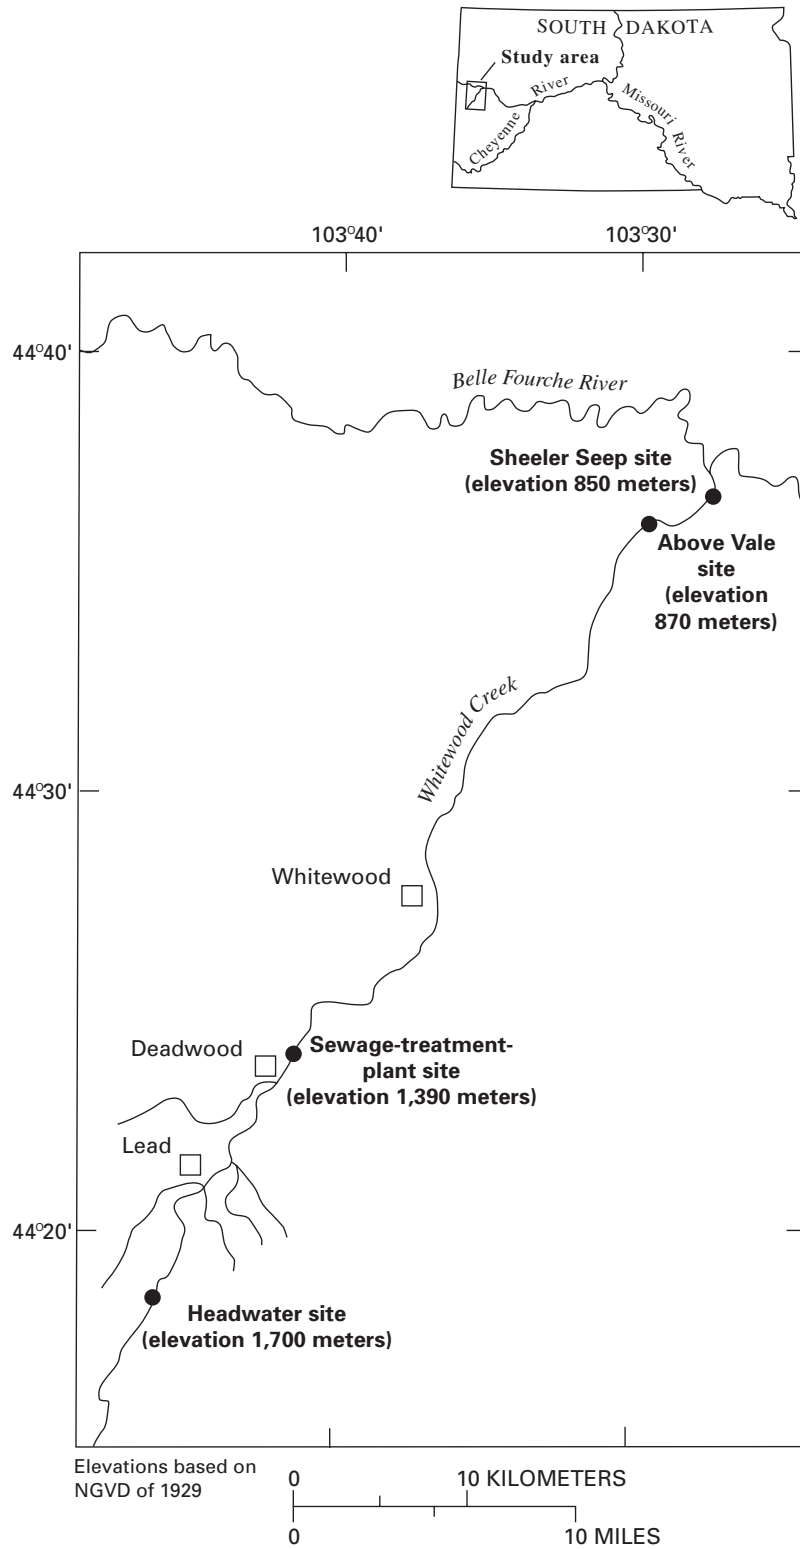 SOUTH DAKOTA
Study area
River
Cheyenne
Missouri
River
103°40'
103°30'
44°40'
Belle Fourche River
Sheeler Seep site
(elevation 850 meters)
Above Vale
site
(elevation
870 meters)
Whitewood Creek
44°30'
Whitewood
Deadwood
Sewage-treatment-
plant site
(elevation 1,390 meters)
Lead
44°20'
Headwater site
(elevation 1,700 meters)
Elevations based on
NGVD of 1929
0 10 KILOMETERS
0 10 MILES